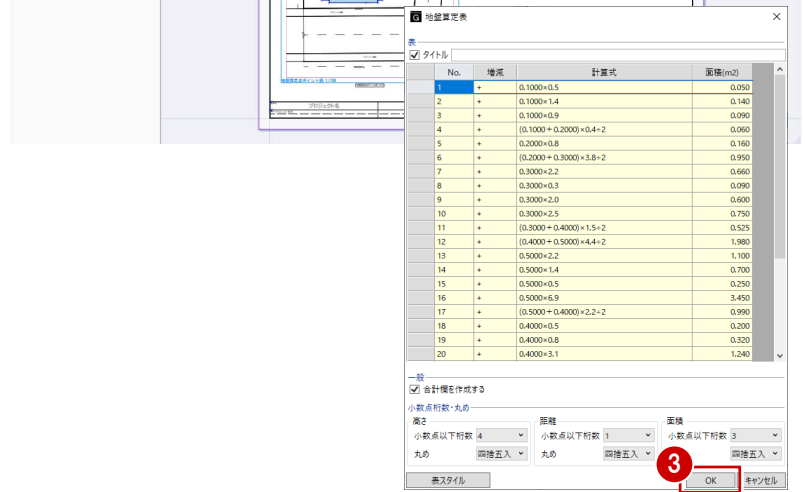 G 地盤算定表
表
タイトル
No. 増減 計算式 面積(m2)
1 + 0.1000×0.5 0.050
2 + 0.1000×1.4 0.140
3 + 0.1000×0.9 0.090
4 + (0.1000+0.2000)×0.4÷2 0.060
5 + 0.2000×0.8 0.160
6 + (0.2000+0.3000)×3.8÷2 0.950
7 + 0.3000×2.2 0.660
8 + 0.3000×0.3 0.090
9 + 0.3000×2.0 0.600
10 + 0.3000×2.5 0.750
11 + (0.3000+0.4000)×1.5÷2 0.525
12 + (0.4000+0.5000)×4.4÷2 1.980
13 + 0.5000×2.2 1.100
14 + 0.5000×1.4 0.700
15 + 0.5000×0.5 0.250
16 + 0.5000×6.9 3.450
17 + (0.5000+0.4000)×2.2÷2 0.990
18 + 0.4000×0.5 0.200
19 + 0.4000×0.8 0.320
20 + 0.4000×3.1 1.240
プロジェクト名
一般
合計欄を作成する
小数点桁数・丸め
高さ 距離 面積
小数点以下桁数 4 小数点以下桁数 1 小数点以下桁数 3
丸め 四捨五入 丸め 四捨五入 四捨五入
3
表スタイル OK キャンセル